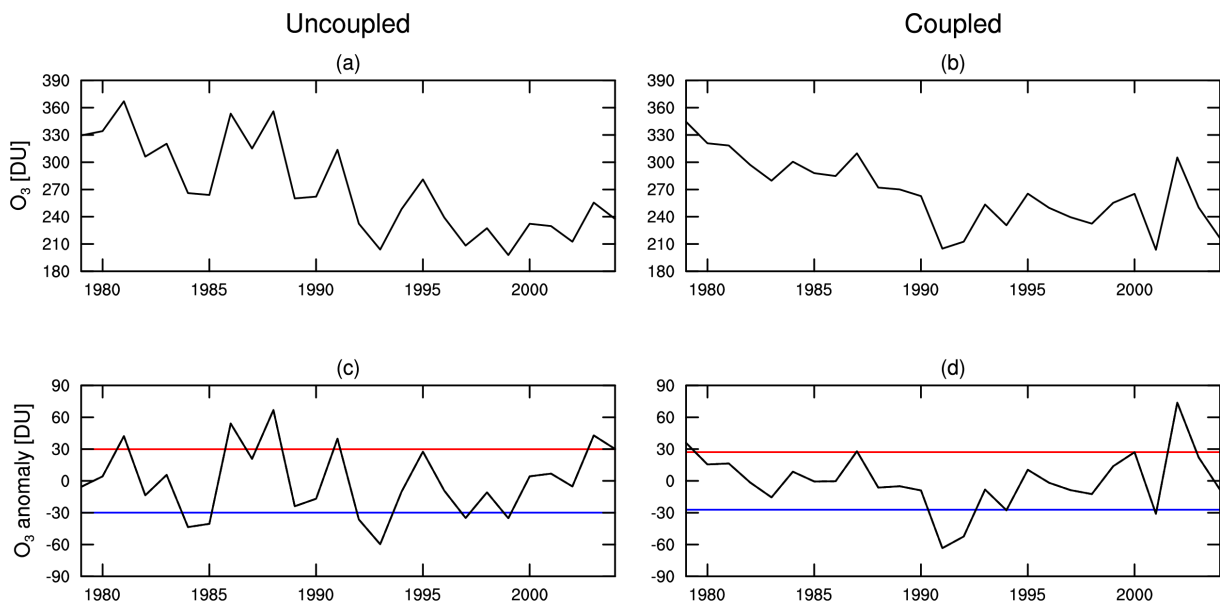 Uncoupled Coupled
(a) (b)
O₃ [DU]
390 390
360 360
330 330
300 300
270 270
240 240
210 210
180 180
1980 1985 1990 1995 2000 1980 1985 1990 1995 2000
(c) (d)
O₃ anomaly [DU]
90 90
60 60
30 30
0 0
-30 -30
-60 -60
-90 -90
1980 1985 1990 1995 2000 1980 1985 1990 1995 2000